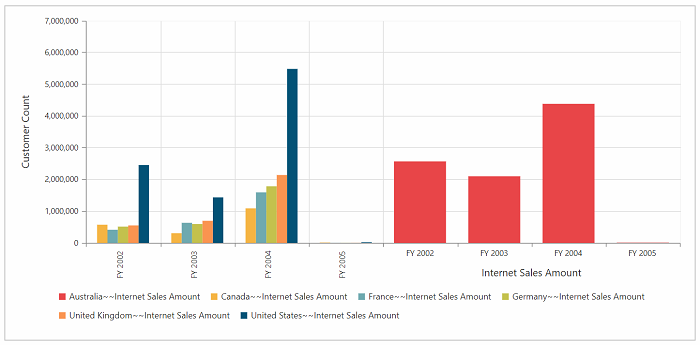 7,000,000
6,000,000
5,000,000
4,000,000
3,000,000
2,000,000
1,000,000
0
Customer Count
FY 2002
FY 2003
FY 2004
FY 2005
FY 2002 FY 2003 FY 2004 FY 2005
Internet Sales Amount
Australia~~Internet Sales Amount Canada~~Internet Sales Amount France~~Internet Sales Amount Germany~~Internet Sales Amount
United Kingdom~~Internet Sales Amount United States~~Internet Sales Amount